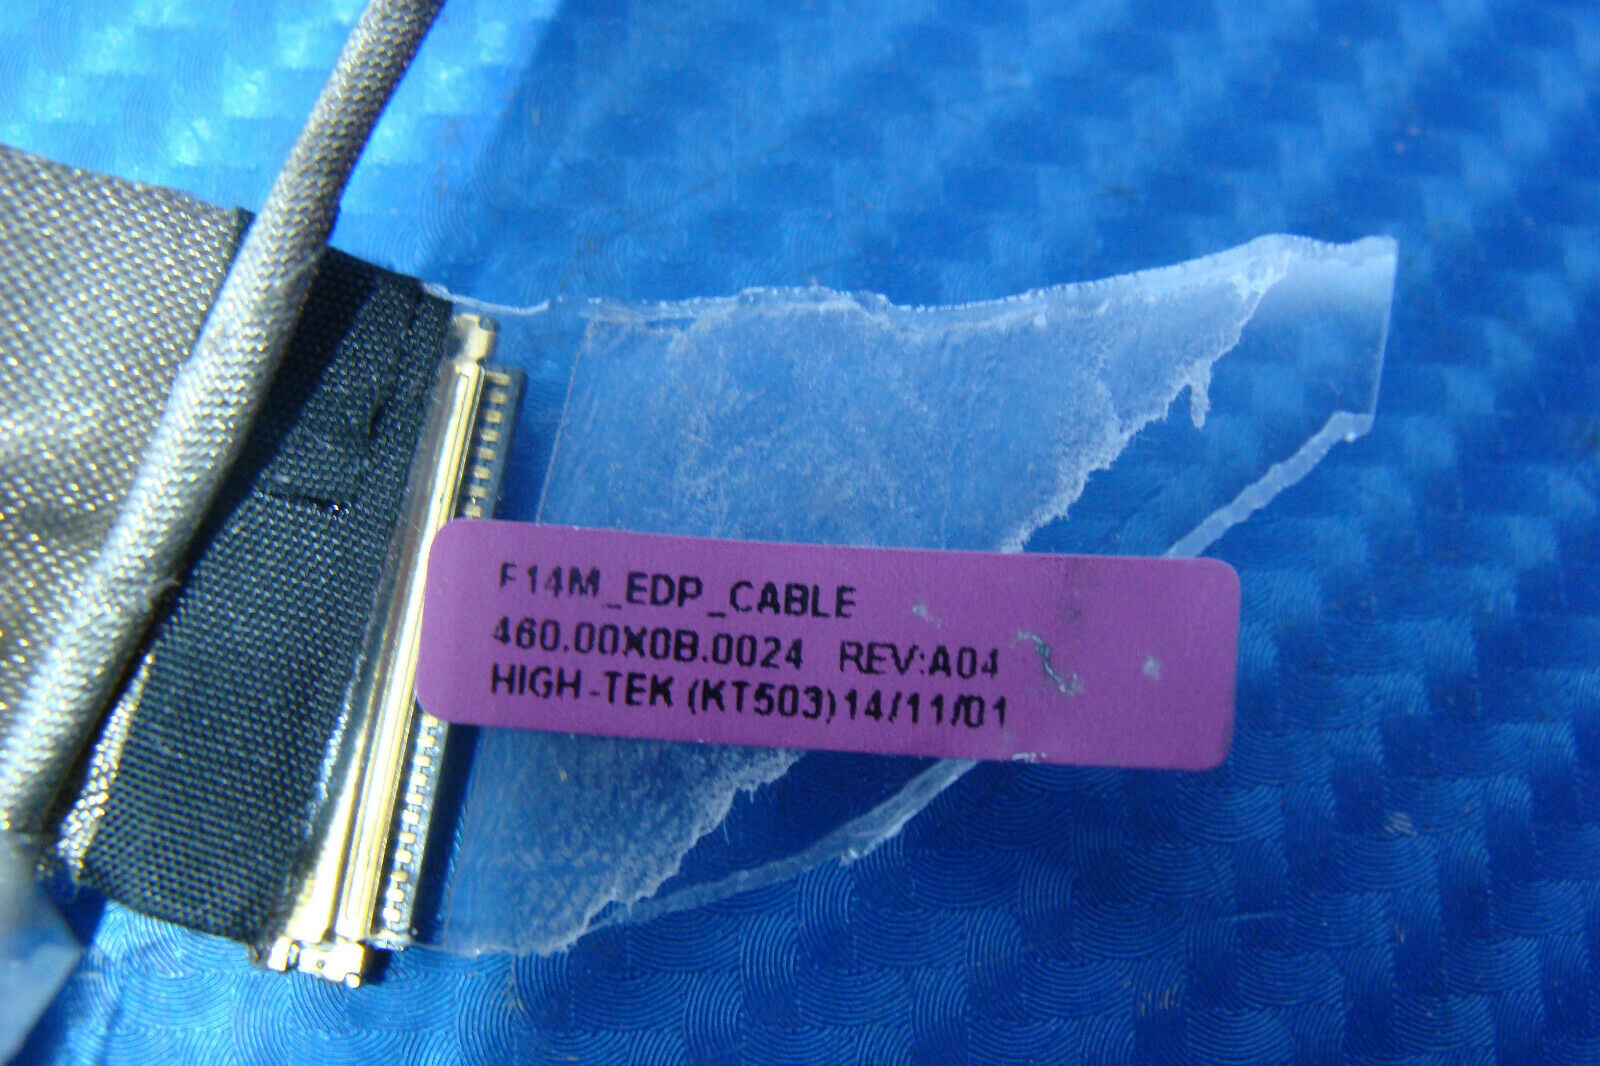 F14M_EDP_CABLE
460.00X0B.0024 REV:A04
HIGH-TEK (KT503) 14/11/01